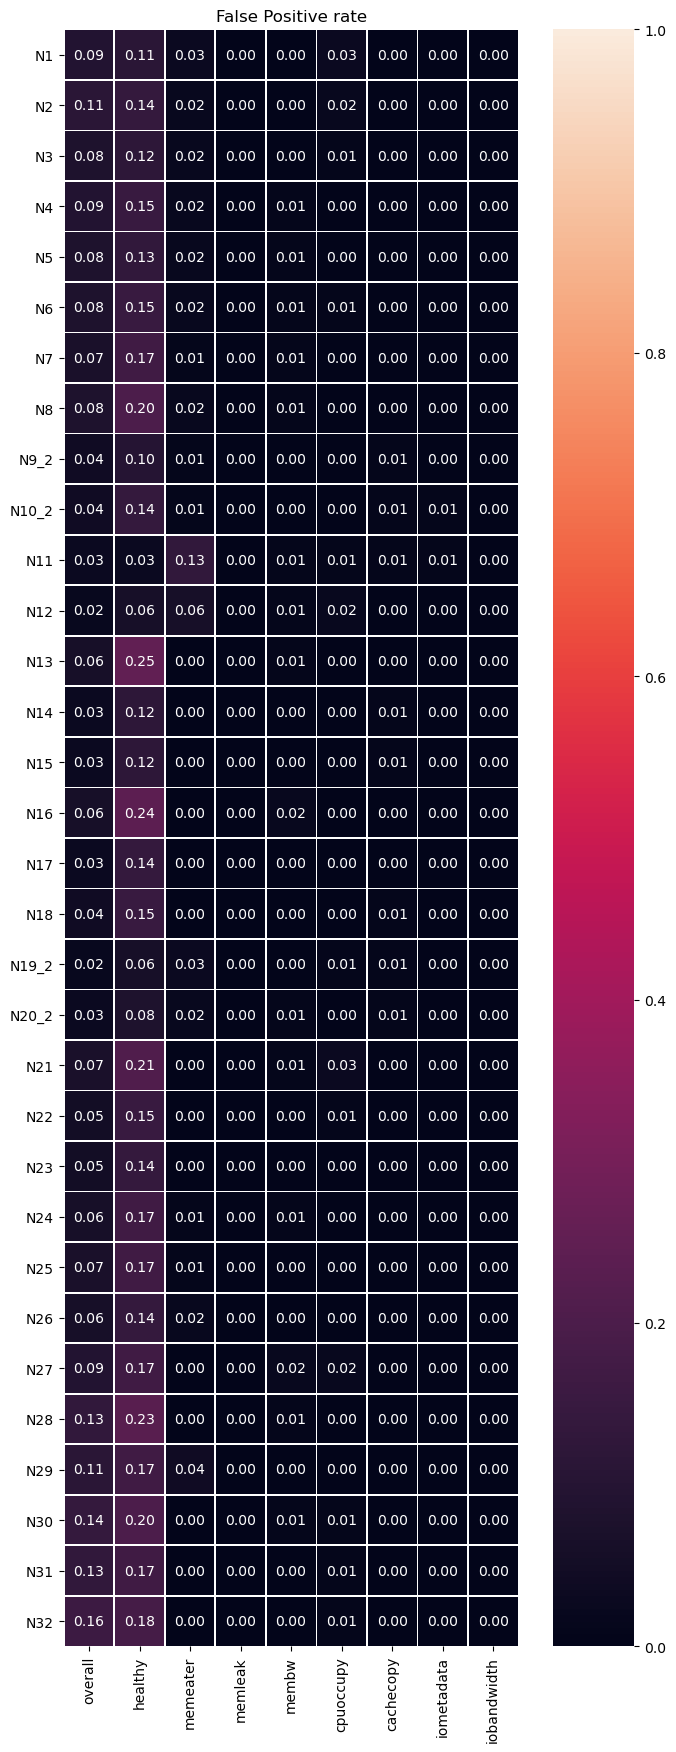 False Positive rate
N1 0.09 0.11 0.03 0.00 0.00 0.03 0.00 0.00 0.00
N2 0.11 0.14 0.02 0.00 0.00 0.02 0.00 0.00 0.00
N3 0.08 0.12 0.02 0.00 0.00 0.01 0.00 0.00 0.00
N4 0.09 0.15 0.02 0.00 0.01 0.00 0.00 0.00 0.00
N5 0.08 0.13 0.02 0.00 0.01 0.00 0.00 0.00 0.00
N6 0.08 0.15 0.02 0.00 0.01 0.01 0.00 0.00 0.00
N7 0.07 0.17 0.01 0.00 0.01 0.00 0.00 0.00 0.00
N8 0.08 0.20 0.02 0.00 0.01 0.00 0.00 0.00 0.00
N9_2 0.04 0.10 0.01 0.00 0.00 0.00 0.01 0.00 0.00
N10_2 0.04 0.14 0.01 0.00 0.00 0.00 0.01 0.01 0.00
N11 0.03 0.03 0.13 0.00 0.01 0.01 0.01 0.01 0.00
N12 0.02 0.06 0.06 0.00 0.01 0.02 0.00 0.00 0.00
N13 0.06 0.25 0.00 0.00 0.01 0.00 0.00 0.00 0.00
N14 0.03 0.12 0.00 0.00 0.00 0.00 0.01 0.00 0.00
N15 0.03 0.12 0.00 0.00 0.00 0.00 0.01 0.00 0.00
N16 0.06 0.24 0.00 0.00 0.02 0.00 0.00 0.00 0.00
N17 0.03 0.14 0.00 0.00 0.00 0.00 0.00 0.00 0.00
N18 0.04 0.15 0.00 0.00 0.00 0.00 0.01 0.00 0.00
N19_2 0.02 0.06 0.03 0.00 0.00 0.01 0.01 0.00 0.00
N20_2 0.03 0.08 0.02 0.00 0.01 0.00 0.01 0.00 0.00
N21 0.07 0.21 0.00 0.00 0.01 0.03 0.00 0.00 0.00
N22 0.05 0.15 0.00 0.00 0.00 0.01 0.00 0.00 0.00
N23 0.05 0.14 0.00 0.00 0.00 0.00 0.00 0.00 0.00
N24 0.06 0.17 0.01 0.00 0.01 0.00 0.00 0.00 0.00
N25 0.07 0.17 0.01 0.00 0.00 0.00 0.00 0.00 0.00
N26 0.06 0.14 0.02 0.00 0.00 0.00 0.00 0.00 0.00
N27 0.09 0.17 0.00 0.00 0.02 0.02 0.00 0.00 0.00
N28 0.13 0.23 0.00 0.00 0.01 0.00 0.00 0.00 0.00
N29 0.11 0.17 0.04 0.00 0.00 0.00 0.00 0.00 0.00
N30 0.14 0.20 0.00 0.00 0.01 0.01 0.00 0.00 0.00
N31 0.13 0.17 0.00 0.00 0.00 0.01 0.00 0.00 0.00
N32 0.16 0.18 0.00 0.00 0.00 0.01 0.00 0.00 0.00
overall
healthy
memeater
memleak
membw
cpuoccupy
cachecopy
iometadata
iobandwidth
1.0
0.8
0.6
0.4
0.2
0.0